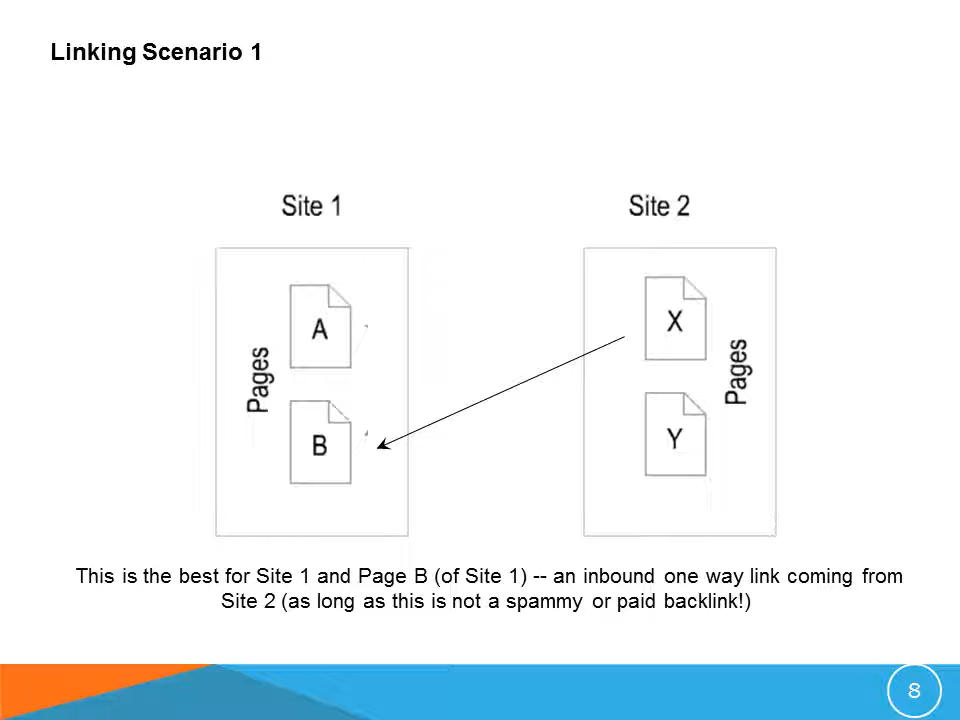 Linking Scenario 1
Site 1
Site 2
Pages
A
B
X
Y
Pages
This is the best for Site 1 and Page B (of Site 1) -- an inbound one way link coming from
Site 2 (as long as this is not a spammy or paid backlink!)
8